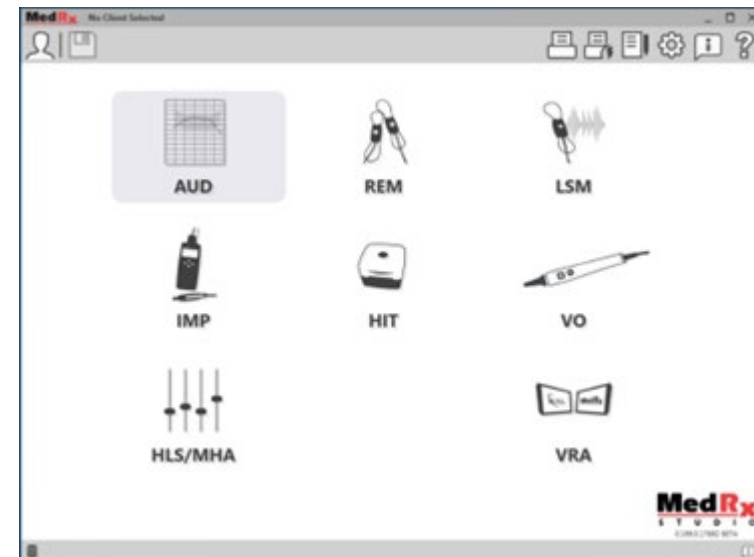 MedRx No Client Selected
AUD
REM
LSM
IMP
HIT
VO
HLS/MHA
VRA
MedRx
STUDIO